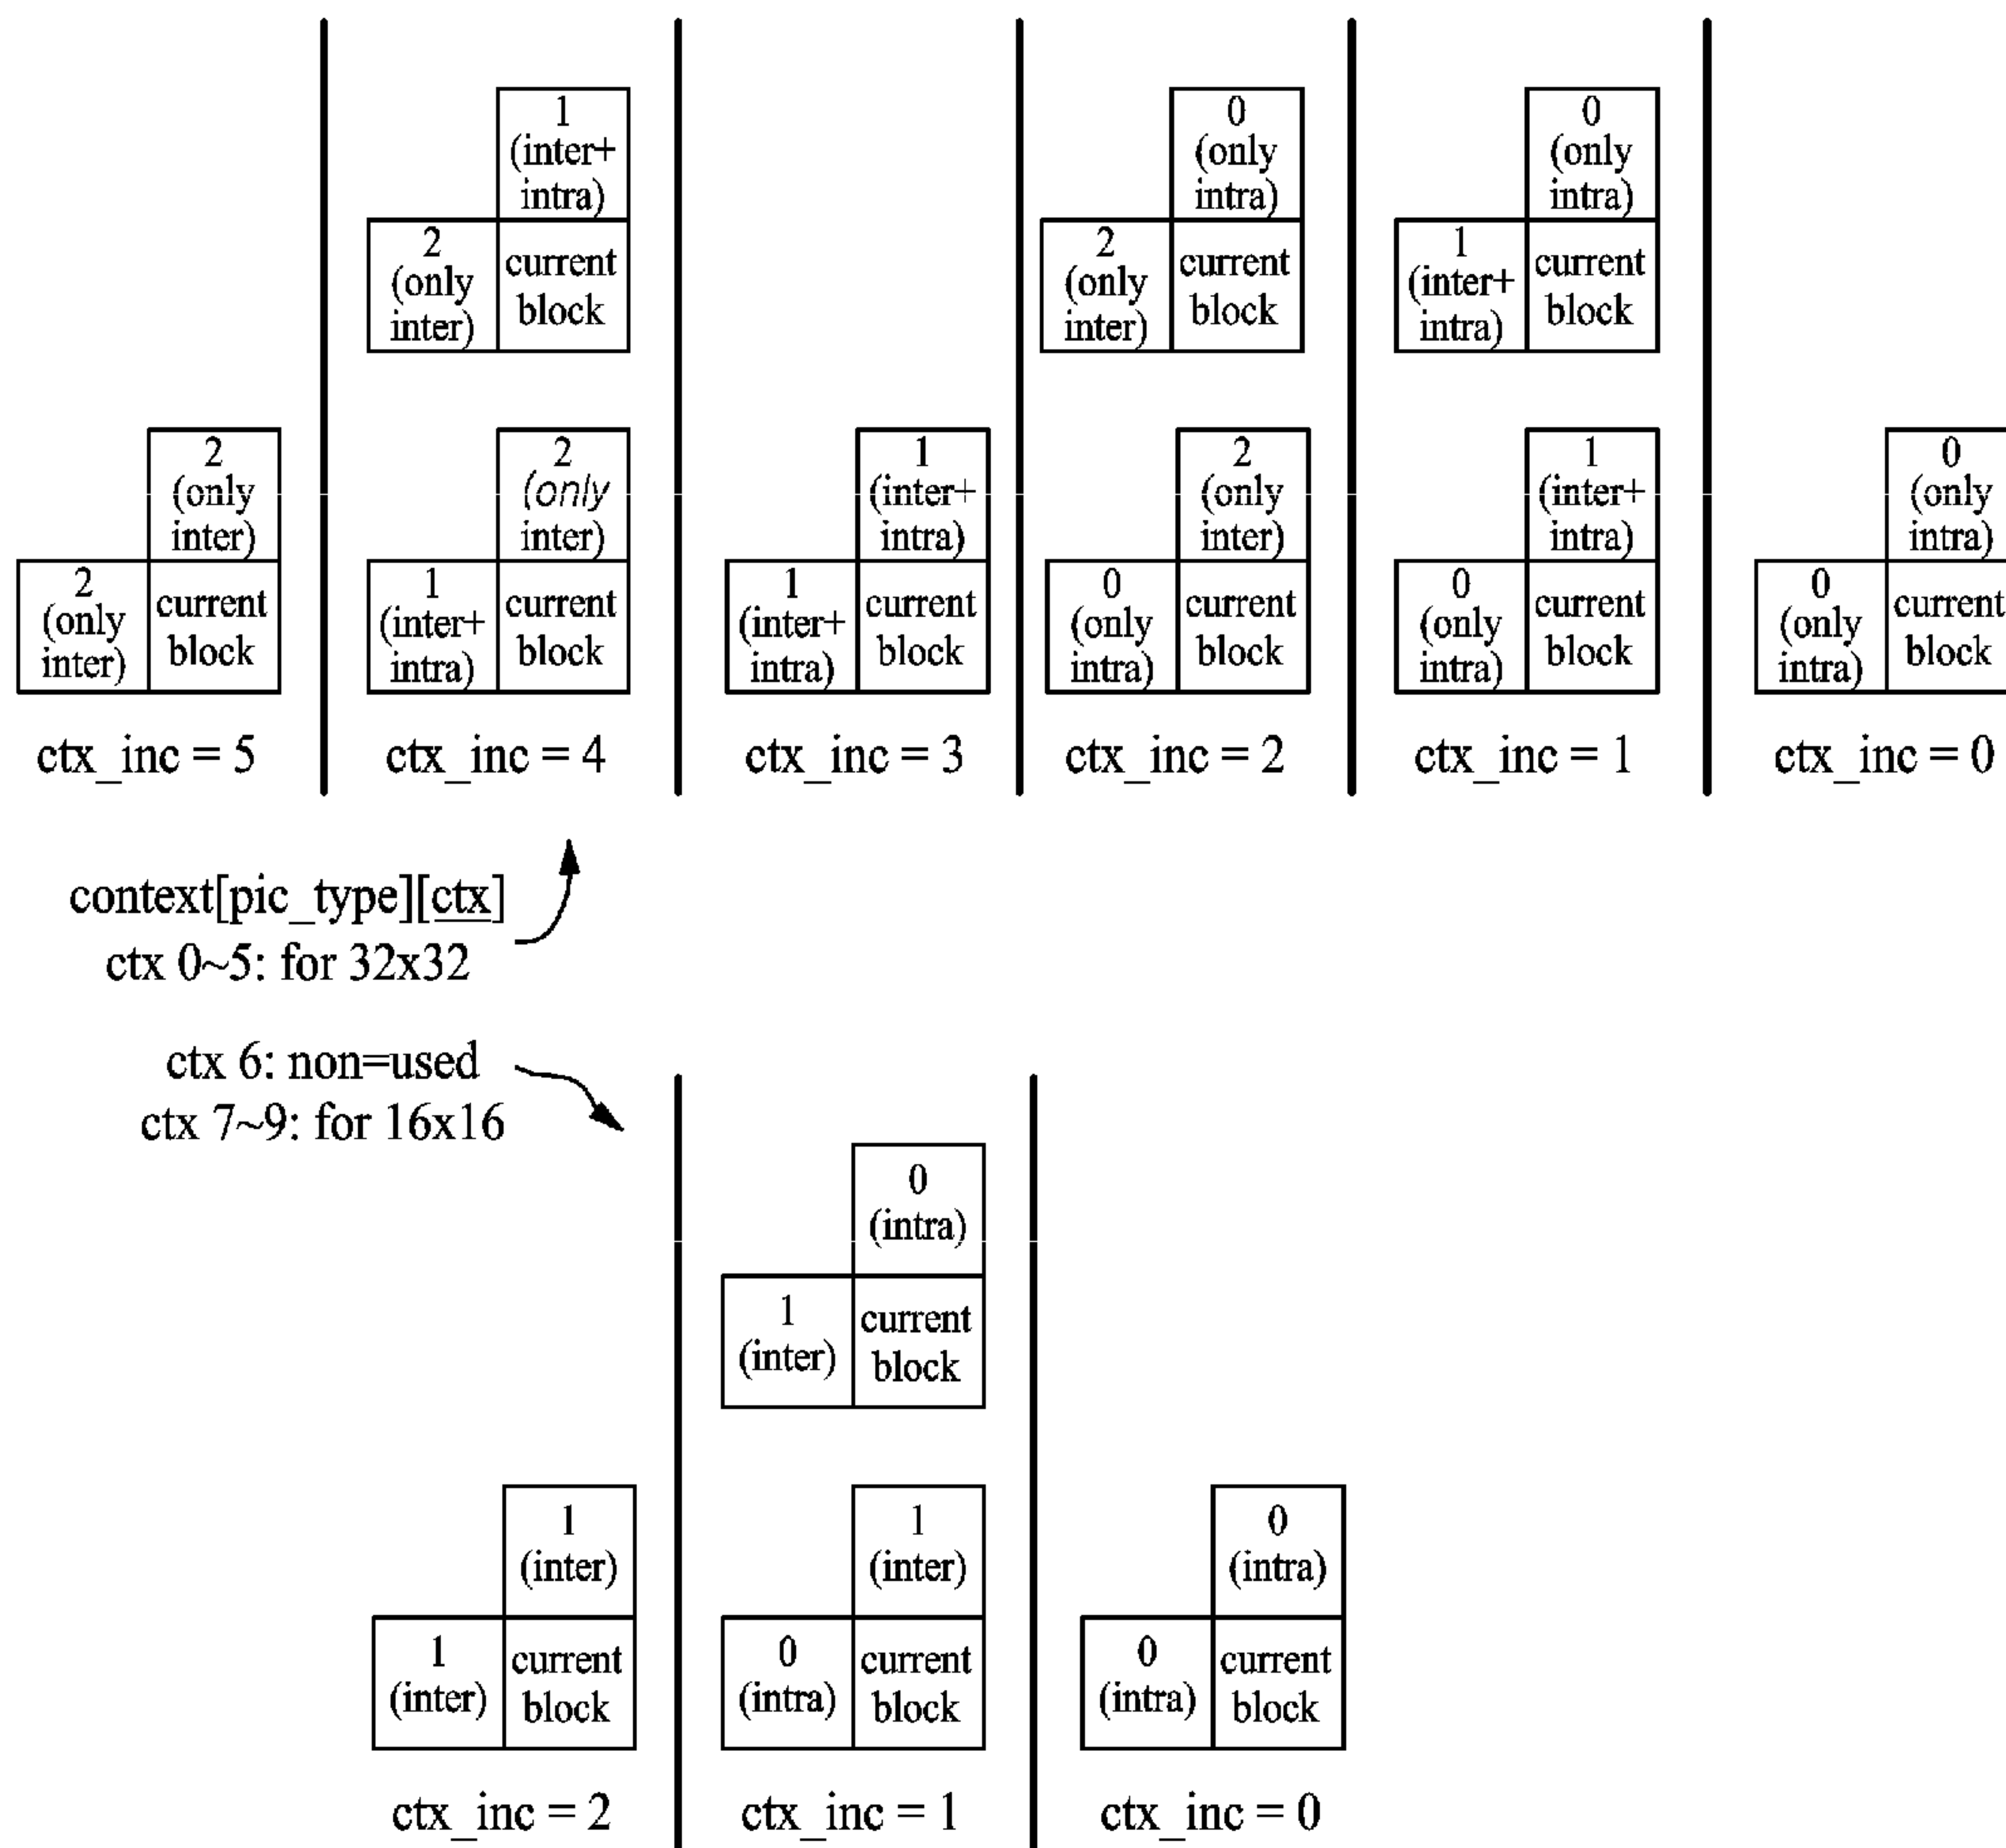 1
(inter+
intra)
2
(only
inter)
current
block
0
(only
intra)
2
(only
inter)
current
block
0
(only
intra)
1
(inter+
intra)
current
block
2
(only
inter)
2
(only
inter)
current
block
ctx_inc = 5
2
(only
inter)
1
(inter+
intra)
current
block
ctx_inc = 4
1
(inter+
intra)
1
(inter+
intra)
current
block
ctx_inc = 3
2
(only
inter)
0
(only
intra)
current
block
ctx_inc = 2
1
(inter+
intra)
0
(only
intra)
current
block
ctx_inc = 1
0
(only
intra)
0
(only
intra)
current
block
ctx_inc = 0
context[pic_type][ctx]
ctx 0~5: for 32x32
ctx 6: non=used
ctx 7~9: for 16x16
0
(intra)
1
(inter)
current
block
1
(inter)
1
(inter)
current
block
ctx_inc = 2
1
(inter)
0
(intra)
current
block
ctx_inc = 1
0
(intra)
0
(intra)
current
block
ctx_inc = 0